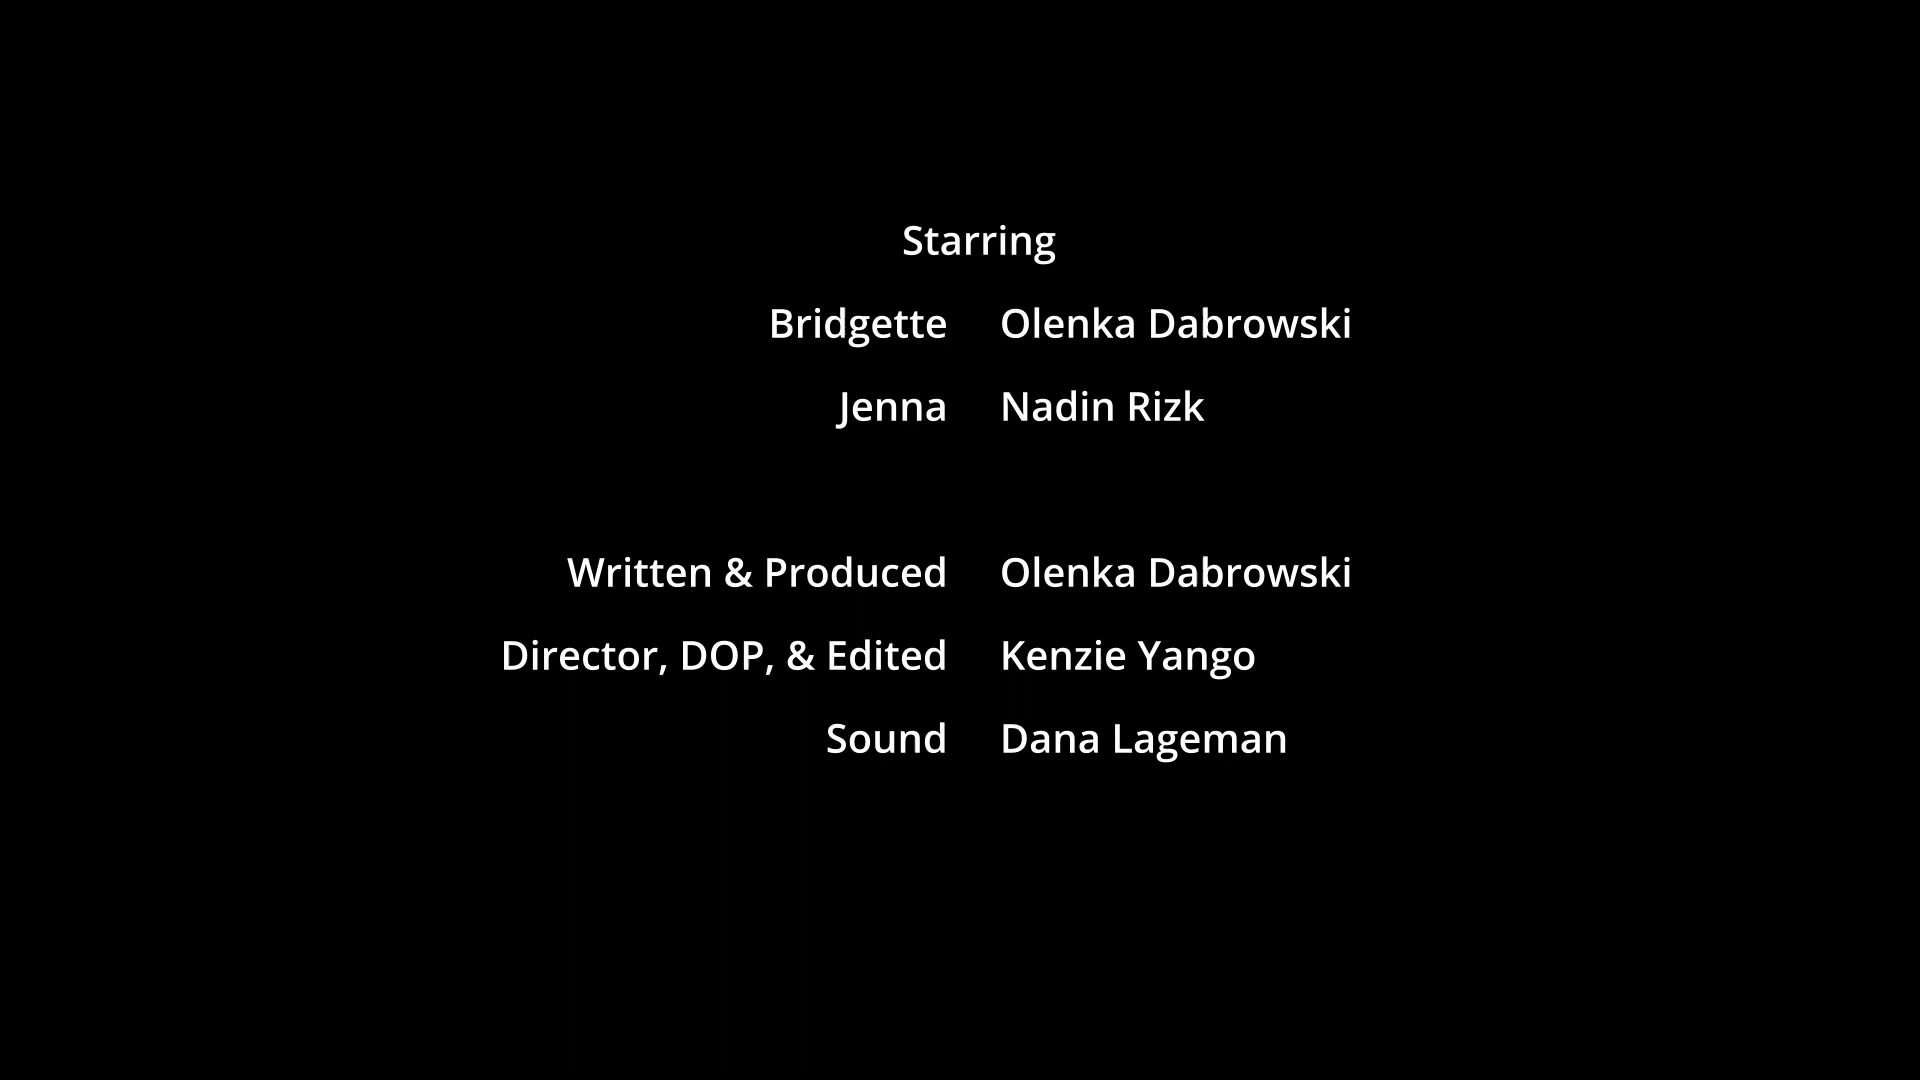 Starring
Bridgette Olenka Dabrowski
Jenna Nadin Rizk
Written & Produced Olenka Dabrowski
Director, DOP, & Edited Kenzie Yango
Sound Dana Lageman